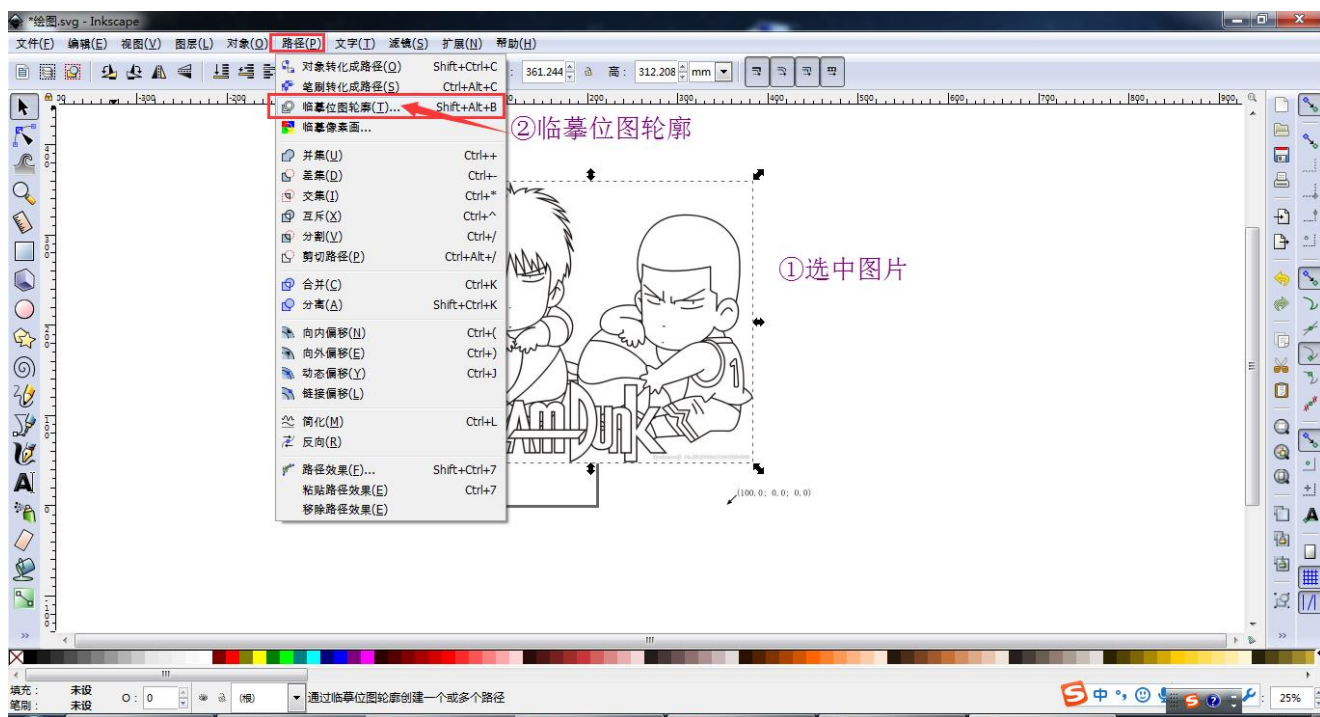 *绘图.svg - Inkscape
文件(F) 编辑(E) 视图(V) 图层(L) 对象(O) 路径(P) 文字(T) 滤镜(S) 扩展(N) 帮助(H)
361.244 高: 312.208 mm
对象转化成路径(O) Shift+Ctrl+C
笔刷转化成路径(S) Ctrl+Alt+C
临摹位图轮廓(T)... Shift+Alt+B
临摹像素画...
并集(U) Ctrl++
差集(D) Ctrl+-
交集(I) Ctrl+*
互斥(X) Ctrl+^
分割(V) Ctrl+/
剪切路径(P) Ctrl+Alt+/
合并(C) Ctrl+K
分离(A) Shift+Ctrl+K
向内偏移(N) Ctrl+(
向外偏移(E) Ctrl+)
动态偏移(Y) Ctrl+J
链接偏移(L)
简化(M) Ctrl+L
反向(R)
路径效果(F)... Shift+Ctrl+7
粘贴路径效果(E) Ctrl+7
移除路径效果(E)
②临摹位图轮廓
①选中图片
1
AmDunk
(100.0; 0.0; 0.0)
填充: 未设
笔刷: 未设
O: 0 (根) 通过临摹位图轮廓创建一个或多个路径
中
25%